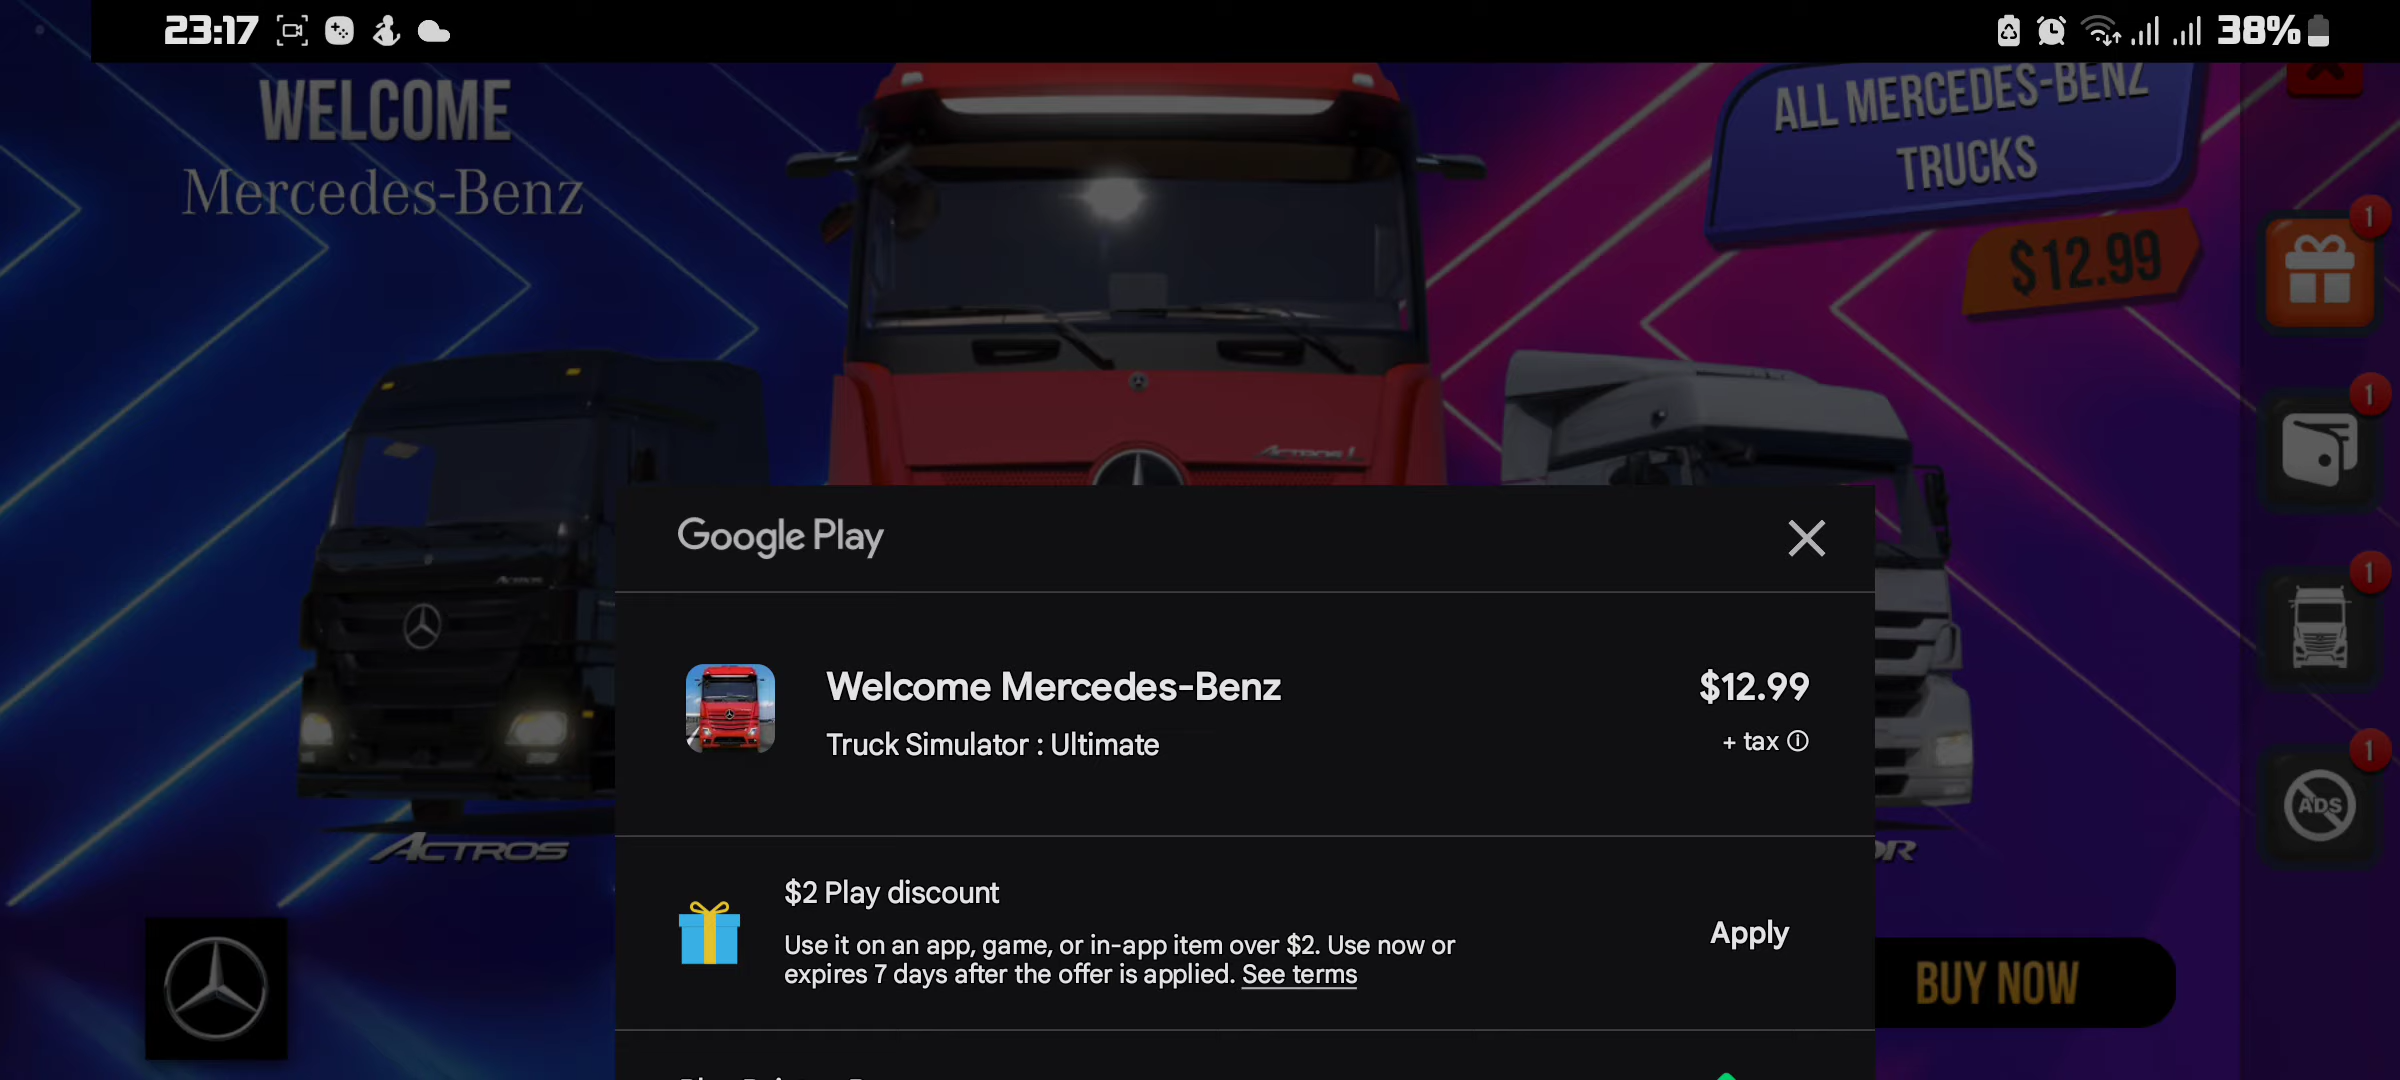 23:17
38%
WELCOME
Mercedes-Benz
ALL MERCEDES-BENZ
TRUCKS
$12.99
1
1
1
1
ADS
ACTROS L
ACTROS
ACTROS
Google Play
Welcome Mercedes-Benz
$12.99
Truck Simulator : Ultimate
+ tax
$2 Play discount
Use it on an app, game, or in-app item over $2. Use now or
expires 7 days after the offer is applied. See terms
Apply
BUY NOW